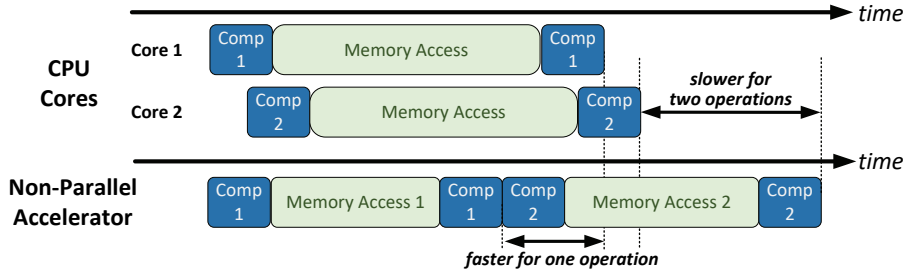 time
Core 1
Comp
1
Memory Access
Comp
1
CPU
Cores
slower for
two operations
Core 2
Comp
2
Memory Access
Comp
2
time
Non-Parallel
Accelerator
Comp
1
Memory Access 1
Comp
1
Comp
2
Memory Access 2
Comp
2
faster for one operation